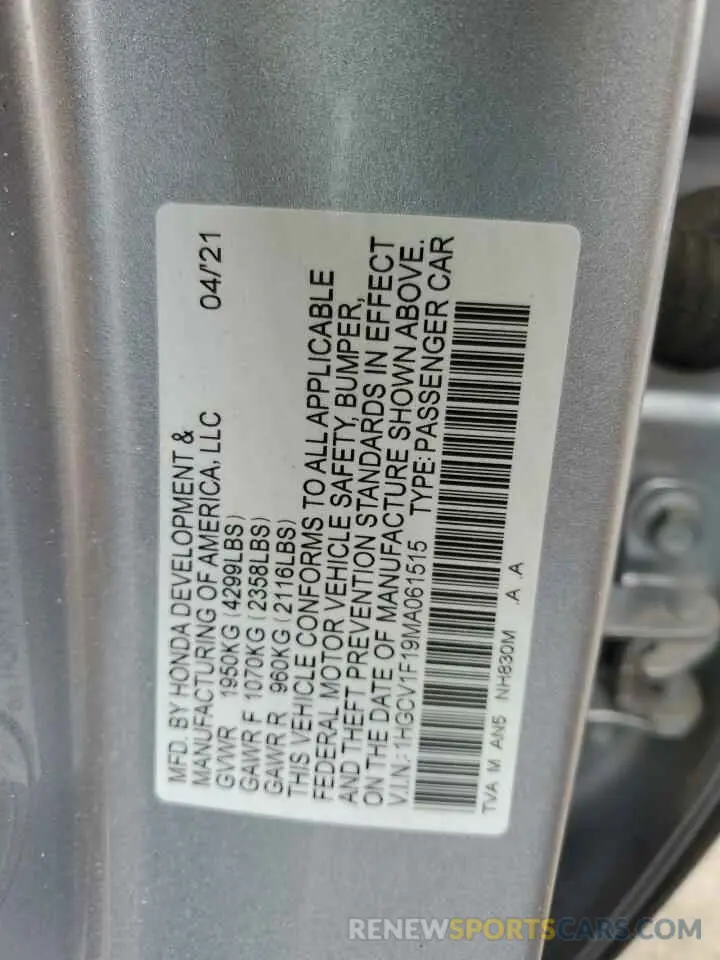 MFD. BY HONDA DEVELOPMENT &
MANUFACTURING OF AMERICA, LLC 04/'21
GVWR 1950KG (4299LBS)
GAWR F 1070KG (2358LBS)
GAWR R 960KG (2116LBS)
THIS VEHICLE CONFORMS TO ALL APPLICABLE
FEDERAL MOTOR VEHICLE SAFETY, BUMPER,
AND THEFT PREVENTION STANDARDS IN EFFECT
ON THE DATE OF MANUFACTURE SHOWN ABOVE.
V.I.N.: 1HGCV1F19MA061515 TYPE: PASSENGER CAR
TVA M AN5 NH830M .A .A
RENEWSPORTSCARS.COM